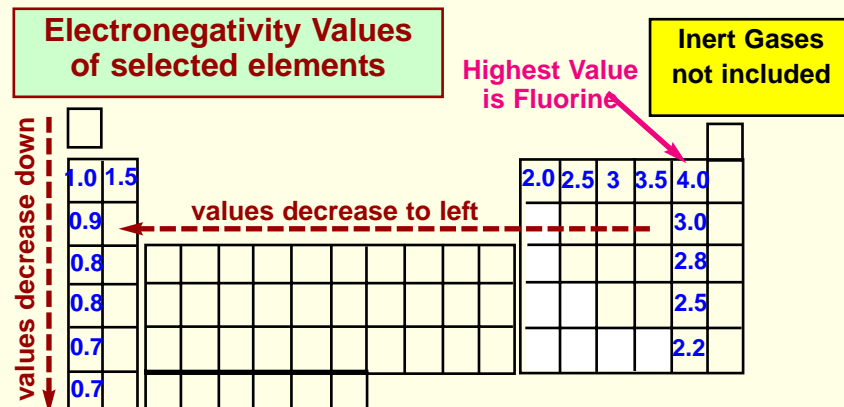 Electronegativity Values
of selected elements
Inert Gases
not included
Highest Value
is Fluorine
values decrease down
1.0 1.5 2.0 2.5 3 3.5 4.0
values decrease to left
0.9 3.0
0.8 2.8
0.8 2.5
0.7 2.2
0.7